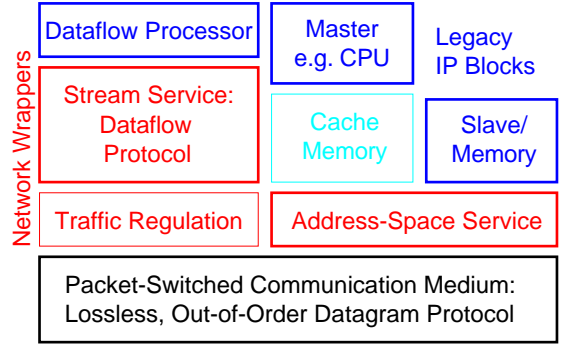 Dataflow Processor
Master
e.g. CPU
Legacy
IP Blocks
Network Wrappers
Stream Service:
Dataflow
Protocol
Cache
Memory
Slave/
Memory
Traffic Regulation
Address-Space Service
Packet-Switched Communication Medium:
Lossless, Out-of-Order Datagram Protocol